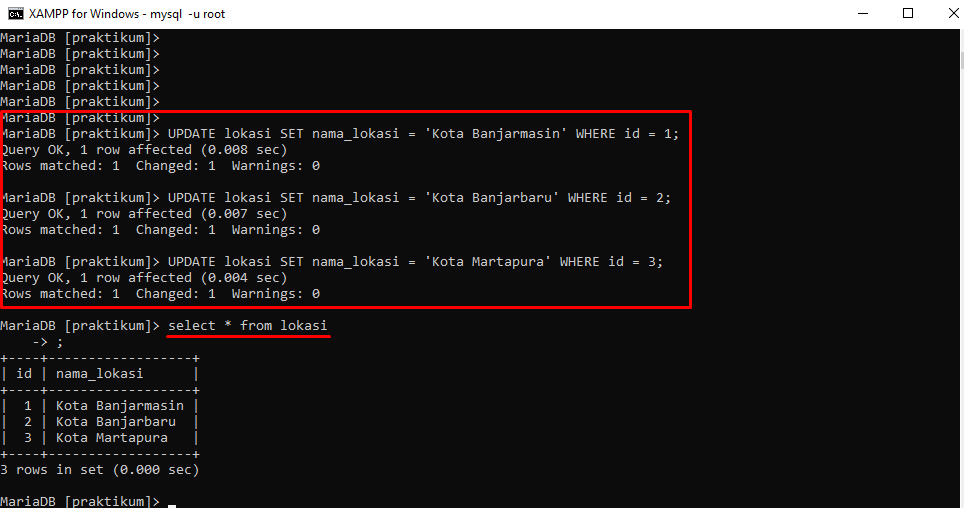 XAMPP for Windows - mysql -u root
MariaDB [praktikum]>
MariaDB [praktikum]>
MariaDB [praktikum]>
MariaDB [praktikum]>
MariaDB [praktikum]>
MariaDB [praktikum]>
MariaDB [praktikum]> UPDATE lokasi SET nama_lokasi = 'Kota Banjarmasin' WHERE id = 1;
Query OK, 1 row affected (0.008 sec)
Rows matched: 1  Changed: 1  Warnings: 0
MariaDB [praktikum]> UPDATE lokasi SET nama_lokasi = 'Kota Banjarbaru' WHERE id = 2;
Query OK, 1 row affected (0.007 sec)
Rows matched: 1  Changed: 1  Warnings: 0
MariaDB [praktikum]> UPDATE lokasi SET nama_lokasi = 'Kota Martapura' WHERE id = 3;
Query OK, 1 row affected (0.004 sec)
Rows matched: 1  Changed: 1  Warnings: 0
MariaDB [praktikum]> select * from lokasi
    -> ;
+----+------------------+
| id | nama_lokasi      |
+----+------------------+
|  1 | Kota Banjarmasin |
|  2 | Kota Banjarbaru  |
|  3 | Kota Martapura   |
+----+------------------+
3 rows in set (0.000 sec)
MariaDB [praktikum]>